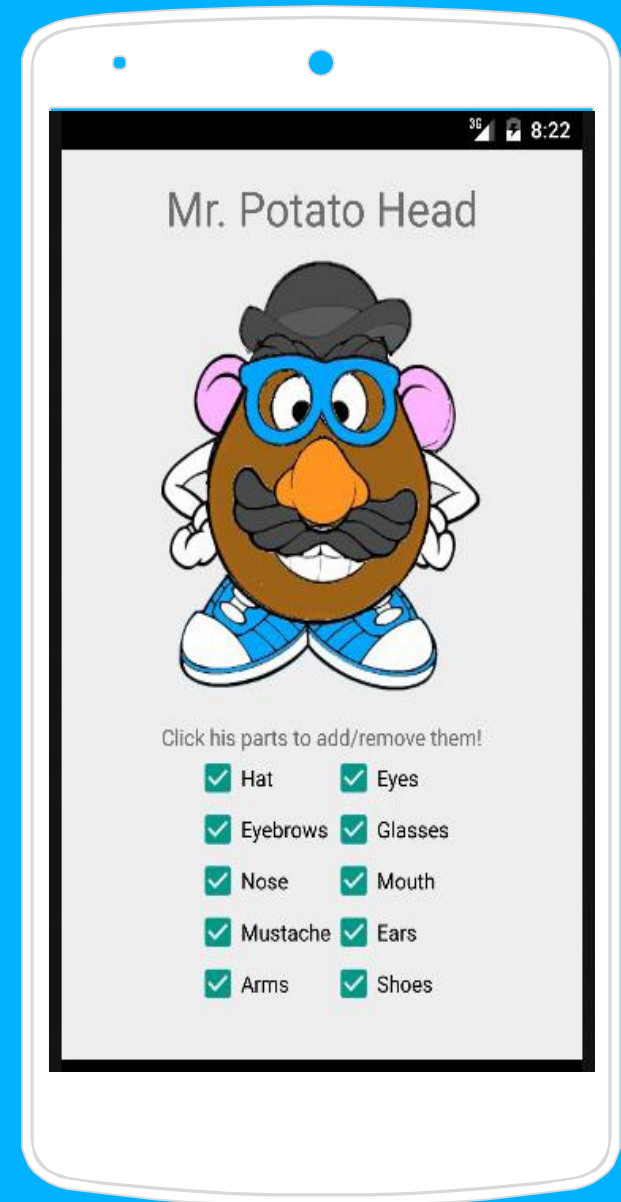 3G 8:22
Mr. Potato Head
Click his parts to add/remove them!
Hat Eyes
Eyebrows Glasses
Nose Mouth
Mustache Ears
Arms Shoes